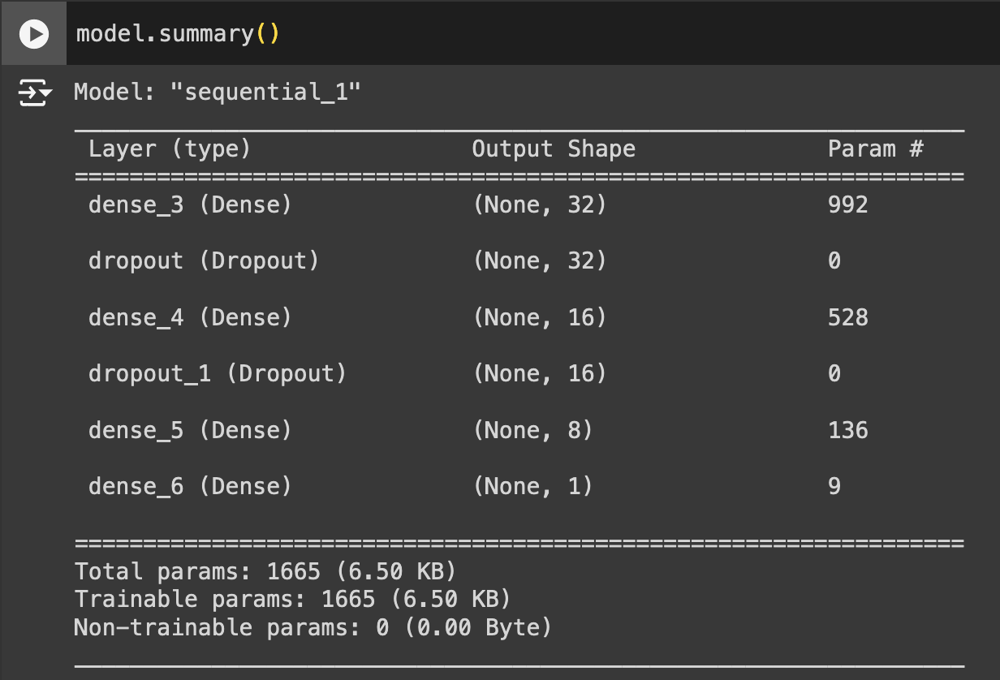 model.summary()
Model: "sequential_1"
_________________________________________________________________
Layer (type) Output Shape Param #
=================================================================
dense_3 (Dense) (None, 32) 992
dropout (Dropout) (None, 32) 0
dense_4 (Dense) (None, 16) 528
dropout_1 (Dropout) (None, 16) 0
dense_5 (Dense) (None, 8) 136
dense_6 (Dense) (None, 1) 9
=================================================================
Total params: 1665 (6.50 KB)
Trainable params: 1665 (6.50 KB)
Non-trainable params: 0 (0.00 Byte)
_________________________________________________________________